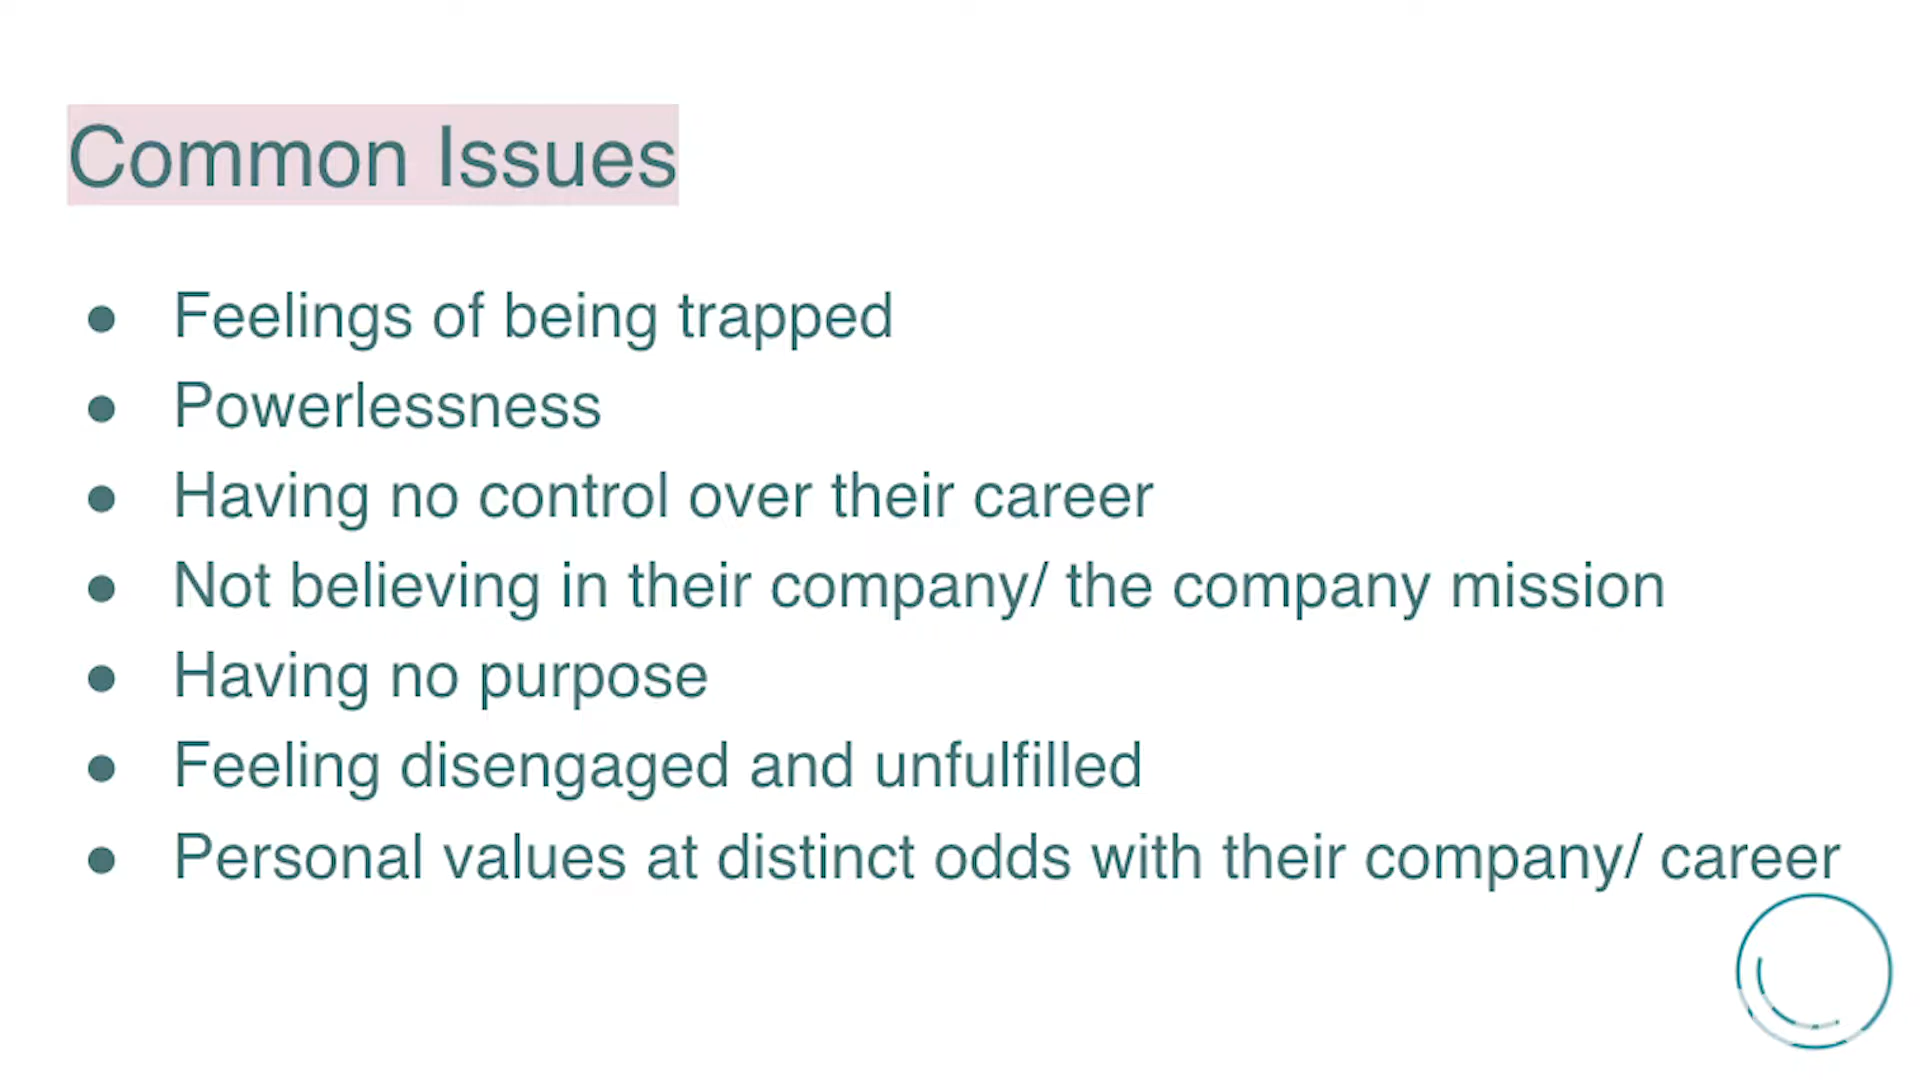 Common Issues
● Feelings of being trapped
● Powerlessness
● Having no control over their career
● Not believing in their company/ the company mission
● Having no purpose
● Feeling disengaged and unfulfilled
● Personal values at distinct odds with their company/ career